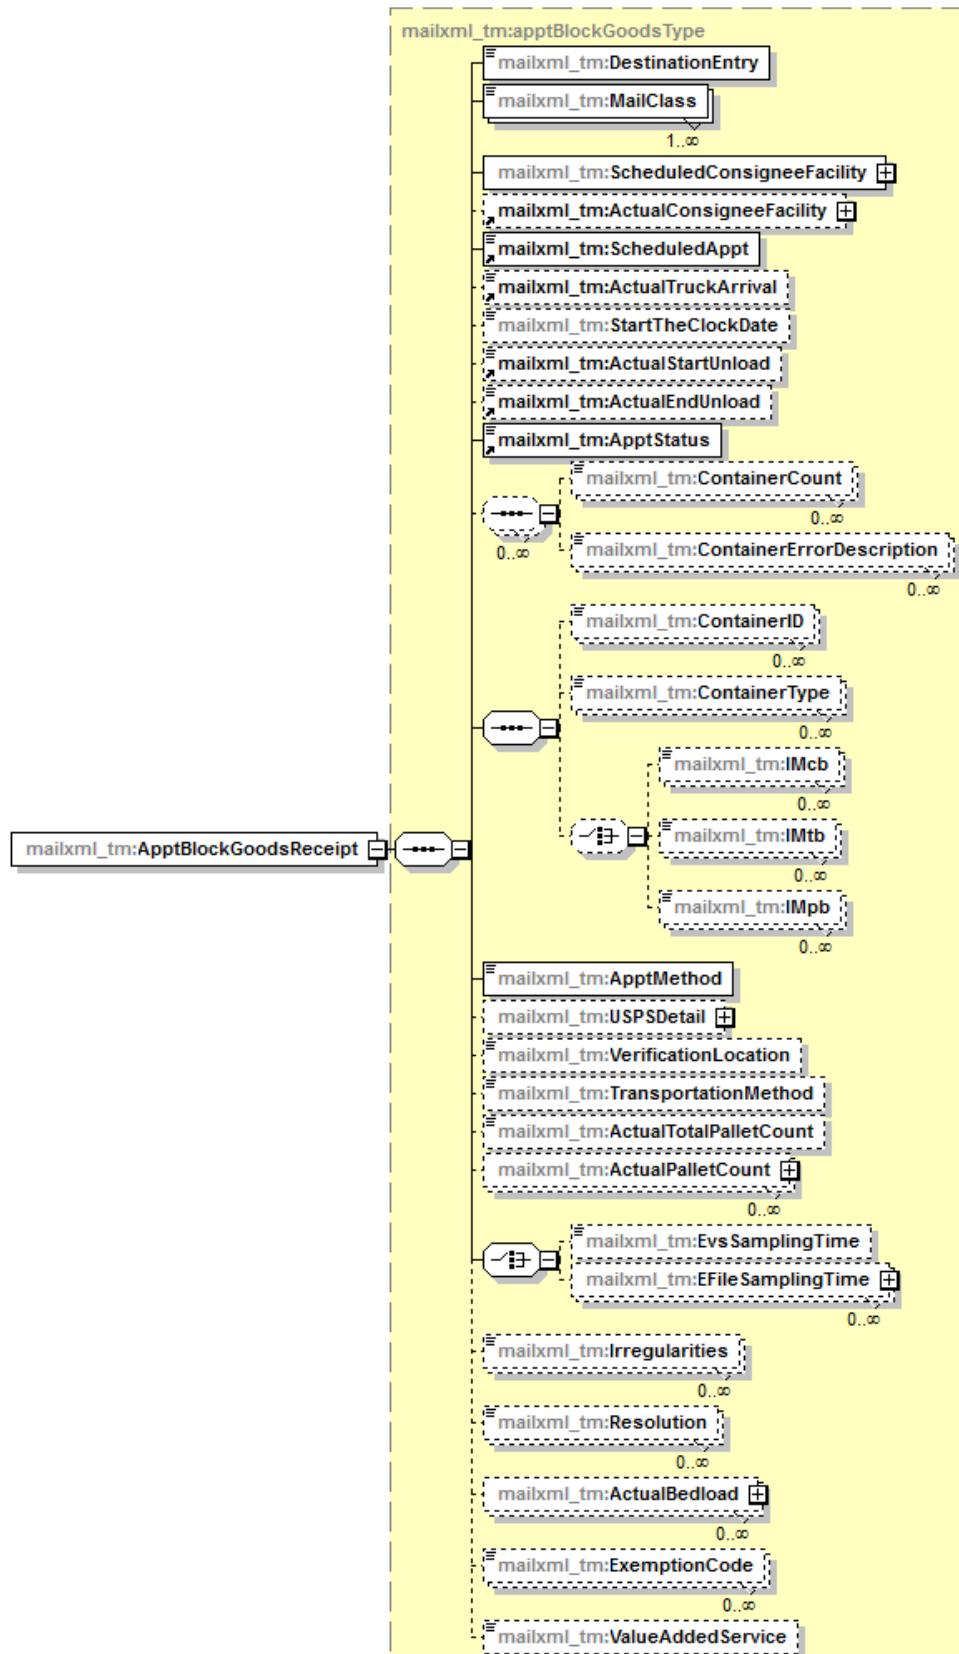 mailxml_tm:apptBlockGoodsType
mailxml_tm:DestinationEntry
mailxml_tm:MailClass
1..∞
mailxml_tm:ScheduledConsigneeFacility
mailxml_tm:ActualConsigneeFacility
mailxml_tm:ScheduledAppt
mailxml_tm:ActualTruckArrival
mailxml_tm:StartTheClockDate
mailxml_tm:ActualStartUnload
mailxml_tm:ActualEndUnload
mailxml_tm:ApptStatus
mailxml_tm:ContainerCount
0..∞
0..∞
mailxml_tm:ContainerErrorDescription
0..∞
mailxml_tm:ContainerID
0..∞
mailxml_tm:ContainerType
0..∞
mailxml_tm:IMcb
0..∞
mailxml_tm:IMtb
0..∞
mailxml_tm:ApptBlockGoodsReceipt
mailxml_tm:IMpb
0..∞
mailxml_tm:ApptMethod
mailxml_tm:USPSDetail
mailxml_tm:VerificationLocation
mailxml_tm:TransportationMethod
mailxml_tm:ActualTotalPalletCount
mailxml_tm:ActualPalletCount
0..∞
mailxml_tm:EvsSamplingTime
mailxml_tm:EFileSamplingTime
0..∞
mailxml_tm:Irregularities
0..∞
mailxml_tm:Resolution
0..∞
mailxml_tm:ActualBedload
0..∞
mailxml_tm:ExemptionCode
0..∞
mailxml_tm:ValueAddedService